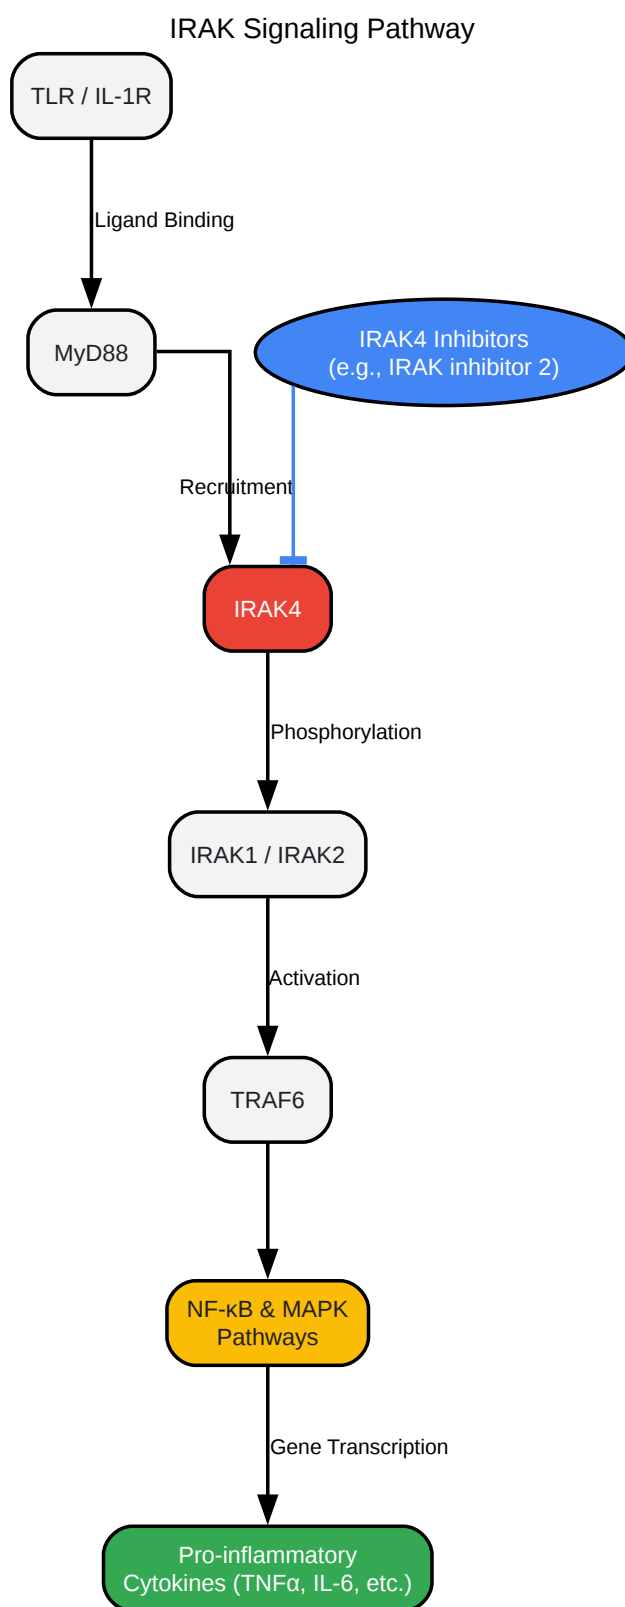 IRAK Signaling Pathway
TLR / IL-1R
Ligand Binding
MyD88
IRAK4 Inhibitors
(e.g., IRAK inhibitor 2)
Recruitment
IRAK4
Phosphorylation
IRAK1 / IRAK2
Activation
TRAF6
NF-κB & MAPK
Pathways
Gene Transcription
Pro-inflammatory
Cytokines (TNFα, IL-6, etc.)